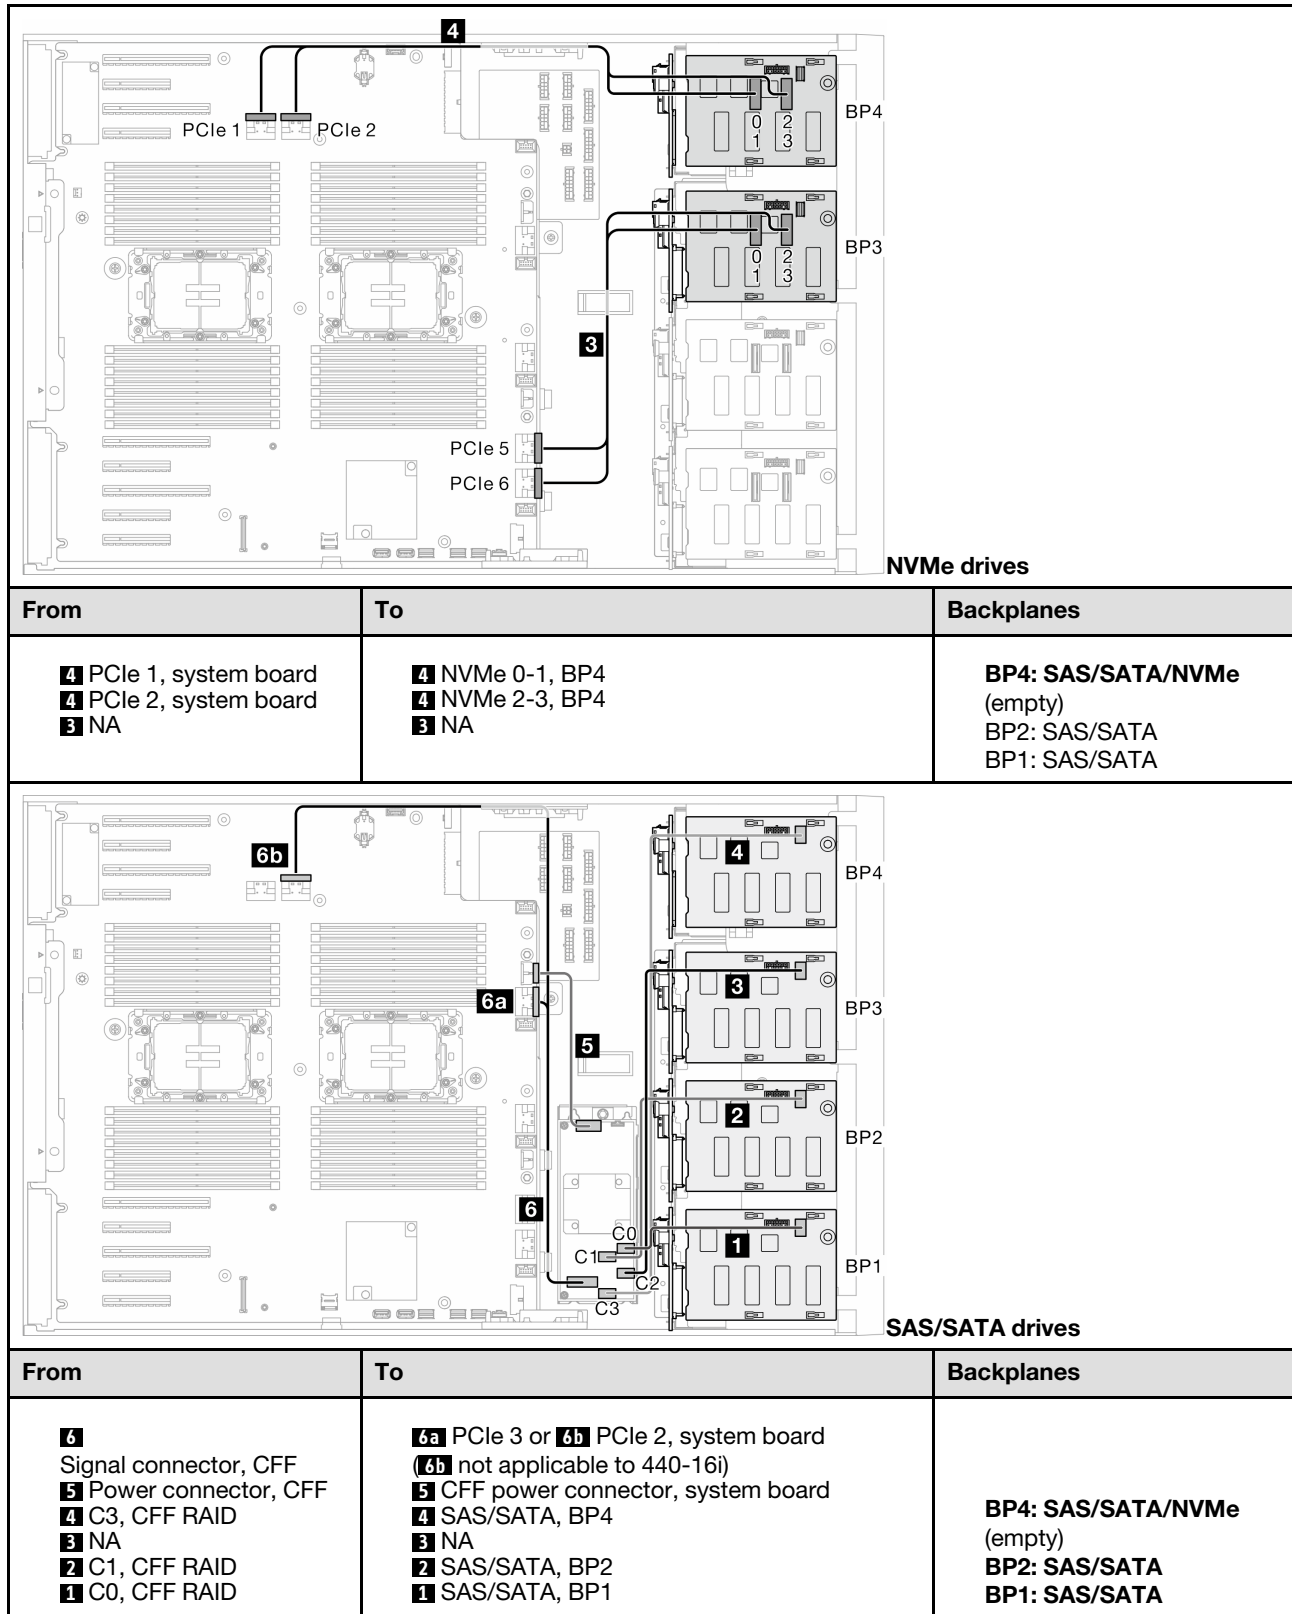 4
PCIe 1
PCIe 2
0
1
2
3
BP4
0
1
2
3
BP3
3
PCIe 5
PCIe 6
NVMe drives
From
To
Backplanes
4 PCIe 1, system board
4 PCIe 2, system board
3 NA
4 NVMe 0-1, BP4
4 NVMe 2-3, BP4
3 NA
BP4: SAS/SATA/NVMe
(empty)
BP2: SAS/SATA
BP1: SAS/SATA
6b
4
BP4
6a
3
BP3
5
2
BP2
6
C0
C1
C2
C3
1
BP1
SAS/SATA drives
From
To
Backplanes
6
Signal connector, CFF
5 Power connector, CFF
4 C3, CFF RAID
3 NA
2 C1, CFF RAID
1 C0, CFF RAID
6a PCIe 3 or 6b PCIe 2, system board
(6b not applicable to 440-16i)
5 CFF power connector, system board
4 SAS/SATA, BP4
3 NA
2 SAS/SATA, BP2
1 SAS/SATA, BP1
BP4: SAS/SATA/NVMe
(empty)
BP2: SAS/SATA
BP1: SAS/SATA